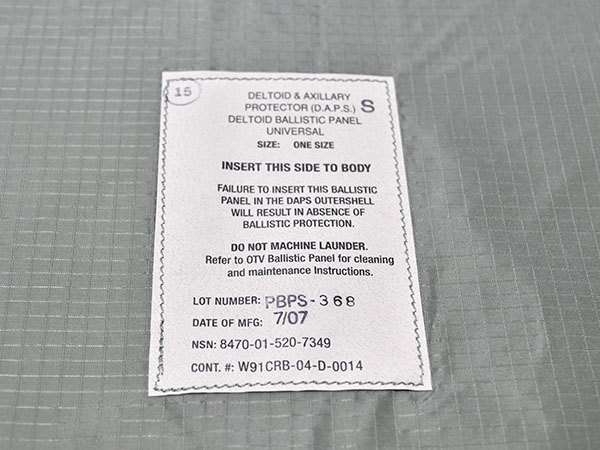 15
DELTOID & AXILLARY
PROTECTOR (D.A.P.S.) S
DELTOID BALLISTIC PANEL
UNIVERSAL
SIZE: ONE SIZE
INSERT THIS SIDE TO BODY
FAILURE TO INSERT THIS BALLISTIC
PANEL IN THE DAPS OUTERSHELL
WILL RESULT IN ABSENCE OF
BALLISTIC PROTECTION.
DO NOT MACHINE LAUNDER.
Refer to OTV Ballistic Panel for cleaning
and maintenance Instructions.
LOT NUMBER: PBPS-368
DATE OF MFG: 7/07
NSN: 8470-01-520-7349
CONT. #: W91CRB-04-D-0014